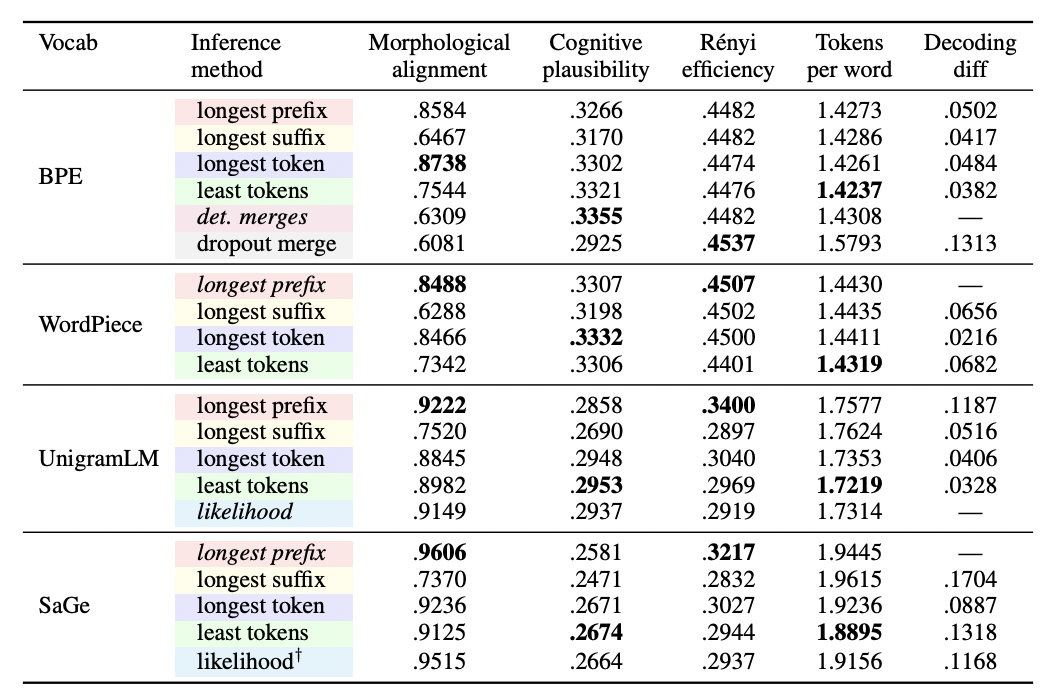 Vocab Inference method Morphological alignment Cognitive plausibility Rényi efficiency Tokens per word Decoding diff
longest prefix .8584 .3266 .4482 1.4273 .0502
longest suffix .6467 .3170 .4482 1.4286 .0417
longest token .8738 .3302 .4474 1.4261 .0484
BPE
least tokens .7544 .3321 .4476 1.4237 .0382
det. merges .6309 .3355 .4482 1.4308 —
dropout merge .6081 .2925 .4537 1.5793 .1313
longest prefix .8488 .3307 .4507 1.4430 —
longest suffix .6288 .3198 .4502 1.4435 .0656
WordPiece
longest token .8466 .3332 .4500 1.4411 .0216
least tokens .7342 .3306 .4401 1.4319 .0682
longest prefix .9222 .2858 .3400 1.7577 .1187
longest suffix .7520 .2690 .2897 1.7624 .0516
UnigramLM longest token .8845 .2948 .3040 1.7353 .0406
least tokens .8982 .2953 .2969 1.7219 .0328
likelihood .9149 .2937 .2919 1.7314 —
longest prefix .9606 .2581 .3217 1.9445 —
longest suffix .7370 .2471 .2832 1.9615 .1704
SaGe longest token .9236 .2671 .3027 1.9236 .0887
least tokens .9125 .2674 .2944 1.8895 .1318
likelihood† .9515 .2664 .2937 1.9156 .1168